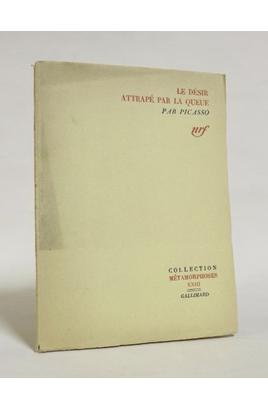 LE DÉSIR
ATTRAPÉ PAR LA QUEUE
PAR PICASSO
nrf
COLLECTION
MÉTAMORPHOSES
XXIII
GALLIMARD